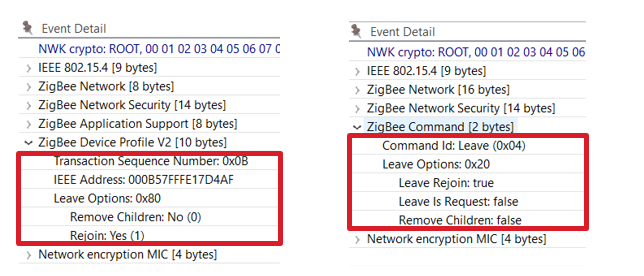 Event Detail
NWK crypto: ROOT, 00 01 02 03 04 05 06 07 0
IEEE 802.15.4 [9 bytes]
ZigBee Network [8 bytes]
ZigBee Network Security [14 bytes]
ZigBee Application Support [8 bytes]
ZigBee Device Profile V2 [10 bytes]
Transaction Sequence Number: 0x0B
IEEE Address: 000B57FFFE17D4AF
Leave Options: 0x80
Remove Children: No (0)
Rejoin: Yes (1)
Network encryption MIC [4 bytes]
Event Detail
NWK crypto: ROOT, 00 01 02 03 04 05 06
IEEE 802.15.4 [9 bytes]
ZigBee Network [16 bytes]
ZigBee Network Security [14 bytes]
ZigBee Command [2 bytes]
Command Id: Leave (0x04)
Leave Options: 0x20
Leave Rejoin: true
Leave Is Request: false
Remove Children: false
Network encryption MIC [4 bytes]